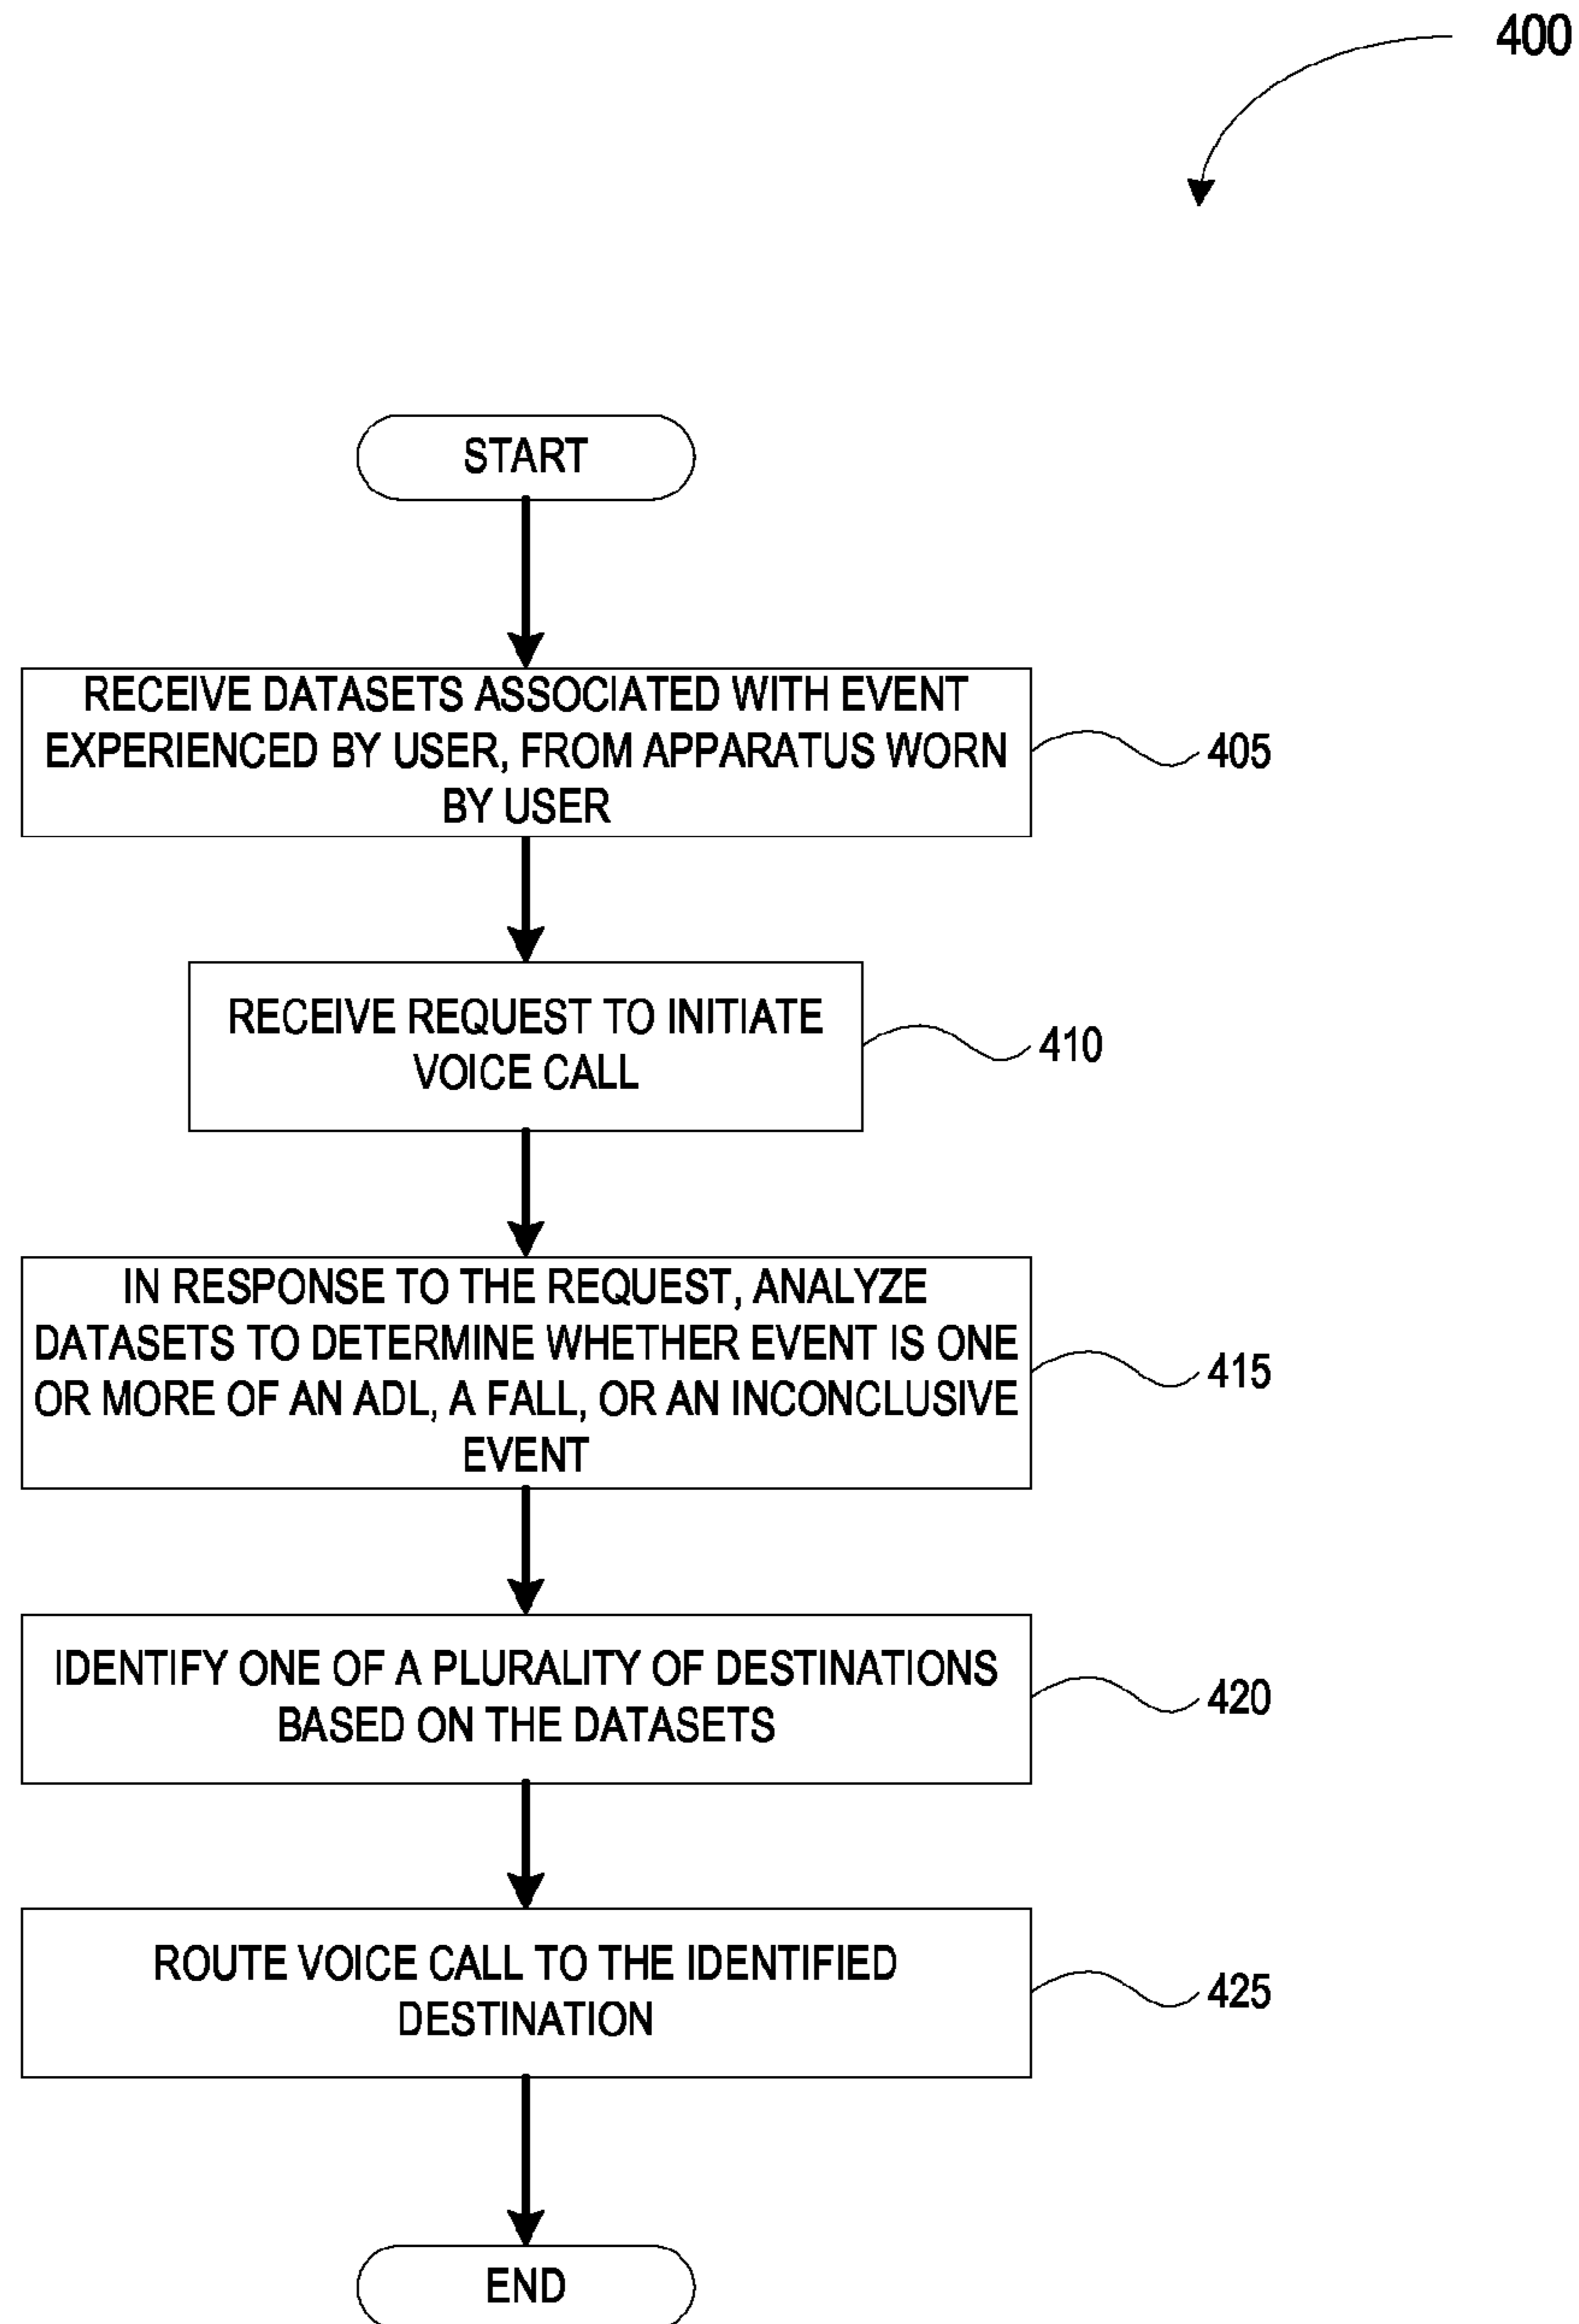 400
START
RECEIVE DATASETS ASSOCIATED WITH EVENT
EXPERIENCED BY USER, FROM APPARATUS WORN
BY USER
405
RECEIVE REQUEST TO INITIATE
VOICE CALL
410
IN RESPONSE TO THE REQUEST, ANALYZE
DATASETS TO DETERMINE WHETHER EVENT IS ONE
OR MORE OF AN ADL, A FALL, OR AN INCONCLUSIVE
EVENT
415
IDENTIFY ONE OF A PLURALITY OF DESTINATIONS
BASED ON THE DATASETS
420
ROUTE VOICE CALL TO THE IDENTIFIED
DESTINATION
425
END